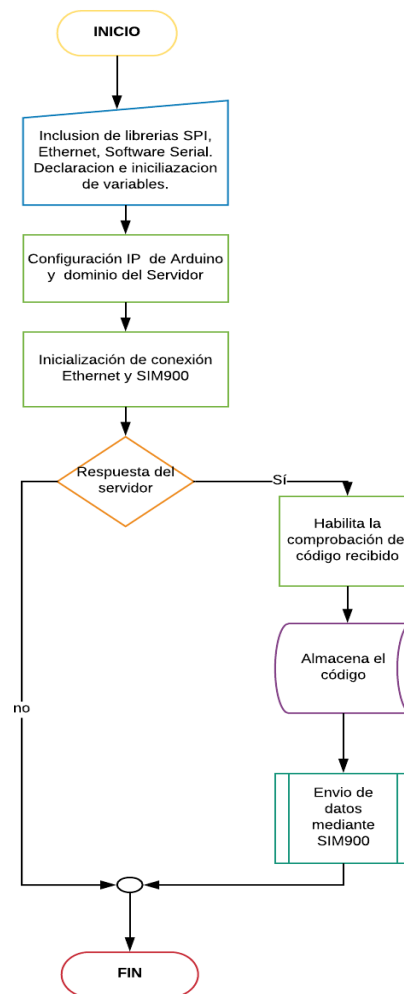 INICIO
Inclusion de librerias SPI,
Ethernet, Software Serial.
Declaracion e iniciliazacion
de variables.
Configuración IP de Arduino
y dominio del Servidor
Inicialización de conexión
Ethernet y SIM900
Respuesta del
servidor
Sí
Habilita la
comprobación de
código recibido
Almacena el
código
no
Envio de
datos
mediante
SIM900
FIN